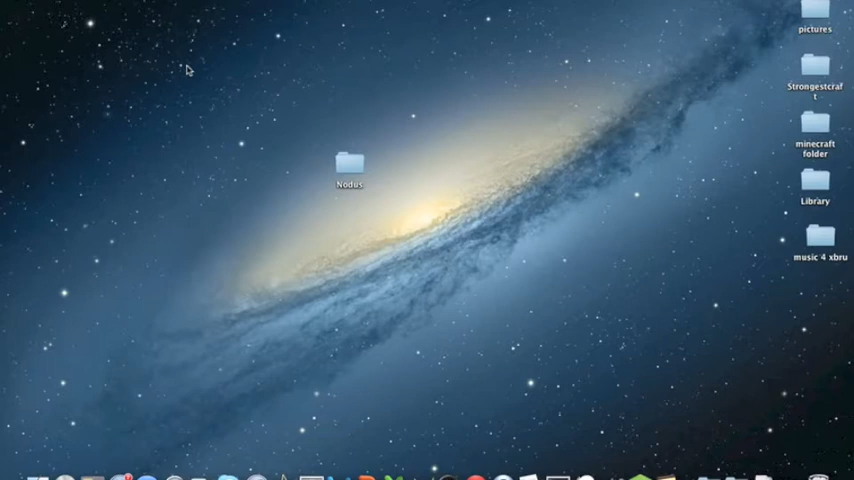 pictures
Strongestcraf
t
minecraft
folder
Library
music 4 xbru
Nodus